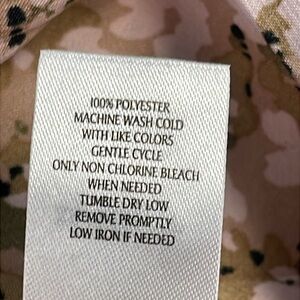 100% POLYESTER
MACHINE WASH COLD
WITH LIKE COLORS
GENTLE CYCLE
ONLY NON CHLORINE BLEACH
WHEN NEEDED
TUMBLE DRY LOW
REMOVE PROMPTLY
LOW IRON IF NEEDED